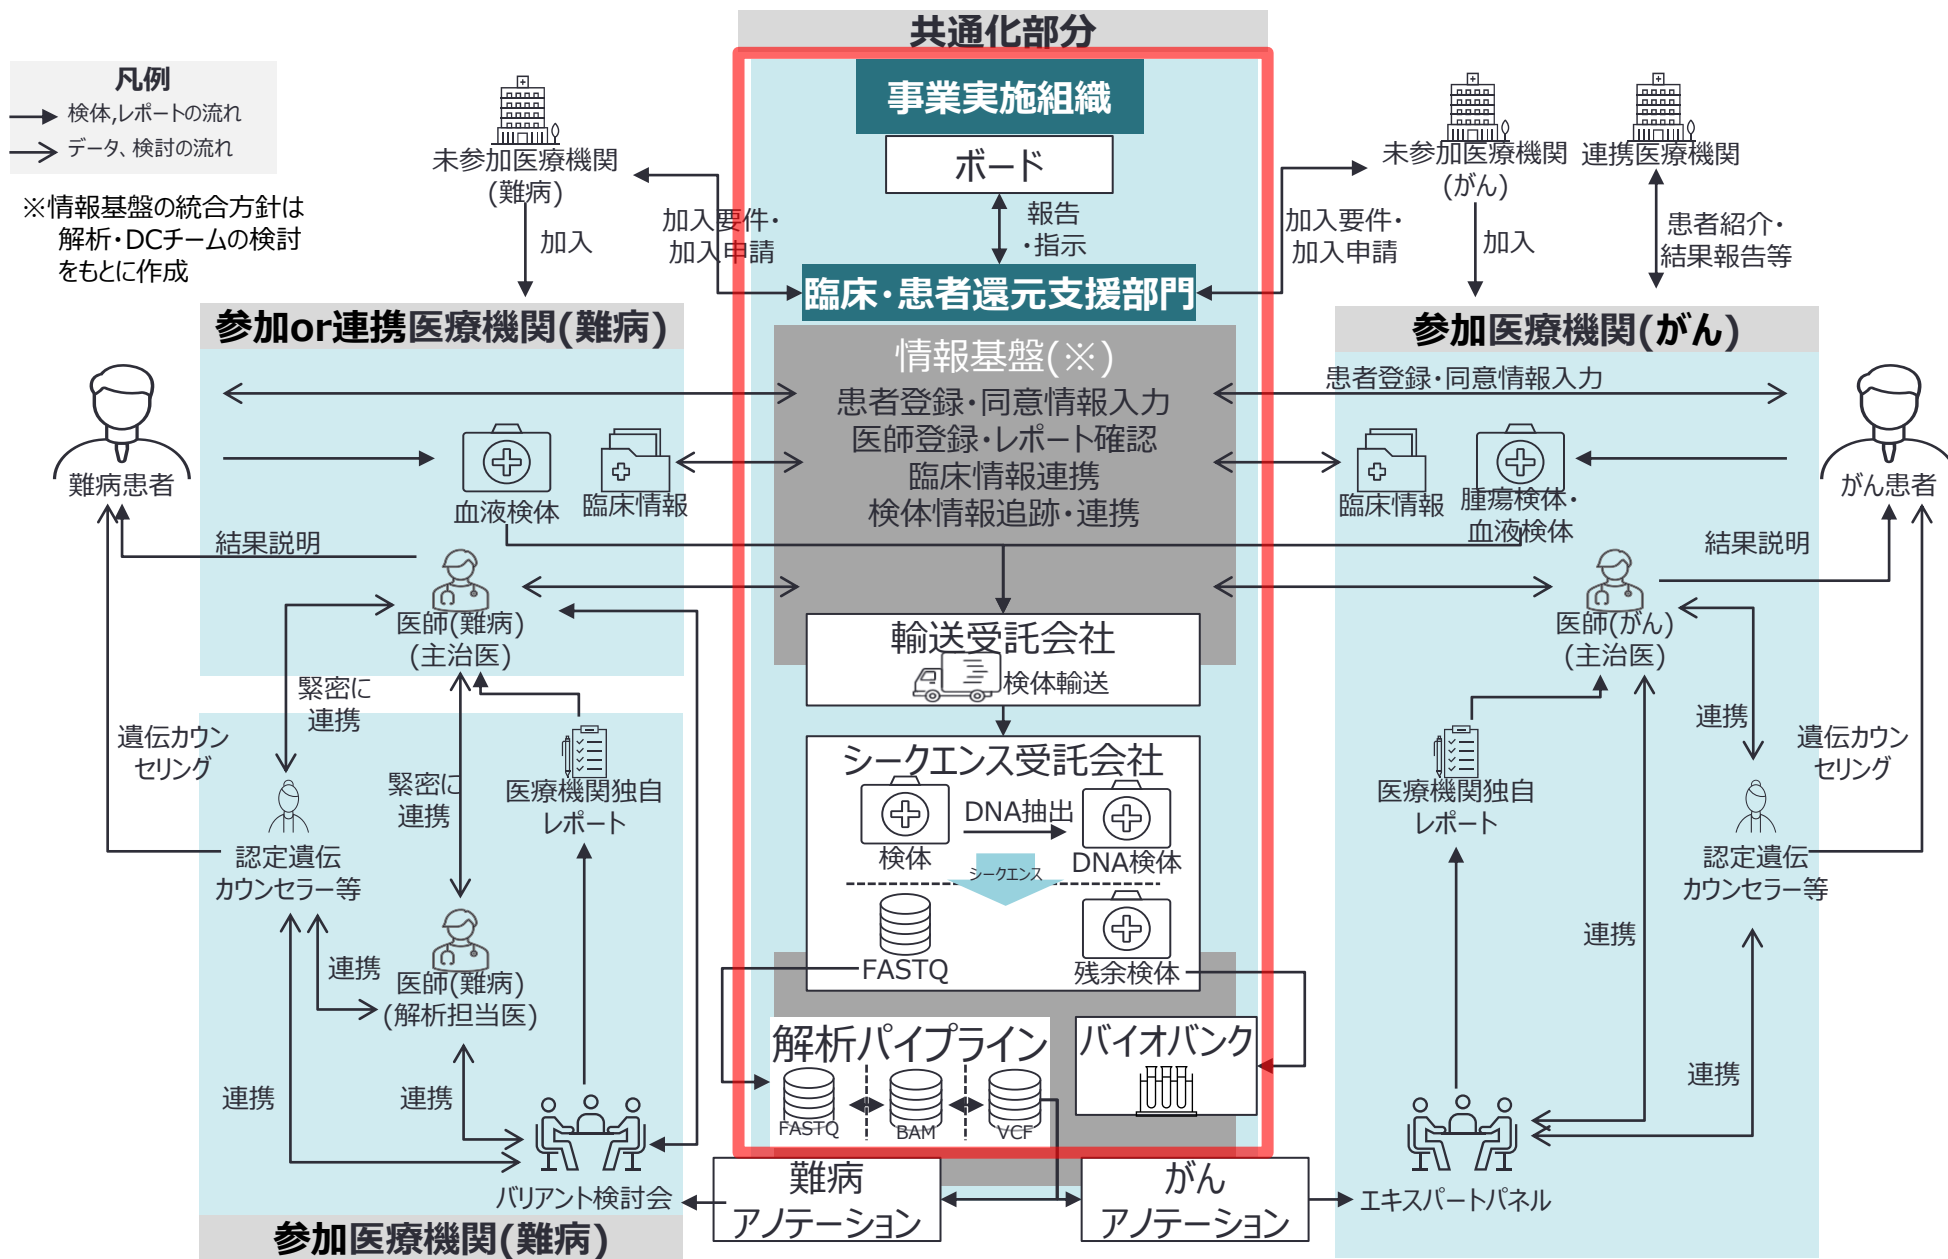 共通化部分
凡例
検体,レポートの流れ
データ、検討の流れ
※情報基盤の統合方針は
解析・DCチームの検討
をもとに作成
未参加医療機関
(難病)
加入
加入要件・
加入申請
事業実施組織
ボード
報告
・指示
臨床・患者還元支援部門
未参加医療機関
(がん)
連携医療機関
加入要件・
加入申請
加入
患者紹介・
結果報告等
参加or連携医療機関(難病)
難病患者
血液検体
臨床情報
結果説明
医師(難病)
(主治医)
緊密に
連携
遺伝カウン
セリング
緊密に
連携
医療機関独自
レポート
認定遺伝
カウンセラー等
連携
医師(難病)
(解析担当医)
連携
連携
バリアント検討会
参加医療機関(難病)
情報基盤(※)
患者登録・同意情報入力
医師登録・レポート確認
臨床情報連携
検体情報追跡・連携
輸送受託会社
検体輸送
シークエンス受託会社
DNA抽出
検体
DNA検体
シークエンス
FASTQ
残余検体
解析パイプライン
FASTQ
BAM
VCF
バイオバンク
難病
アノテーション
がん
アノテーション
参加医療機関(がん)
患者登録・同意情報入力
臨床情報
腫瘍検体・
血液検体
がん患者
結果説明
医師(がん)
(主治医)
連携
遺伝カウン
セリング
医療機関独自
レポート
認定遺伝
カウンセラー等
連携
連携
エキスパートパネル